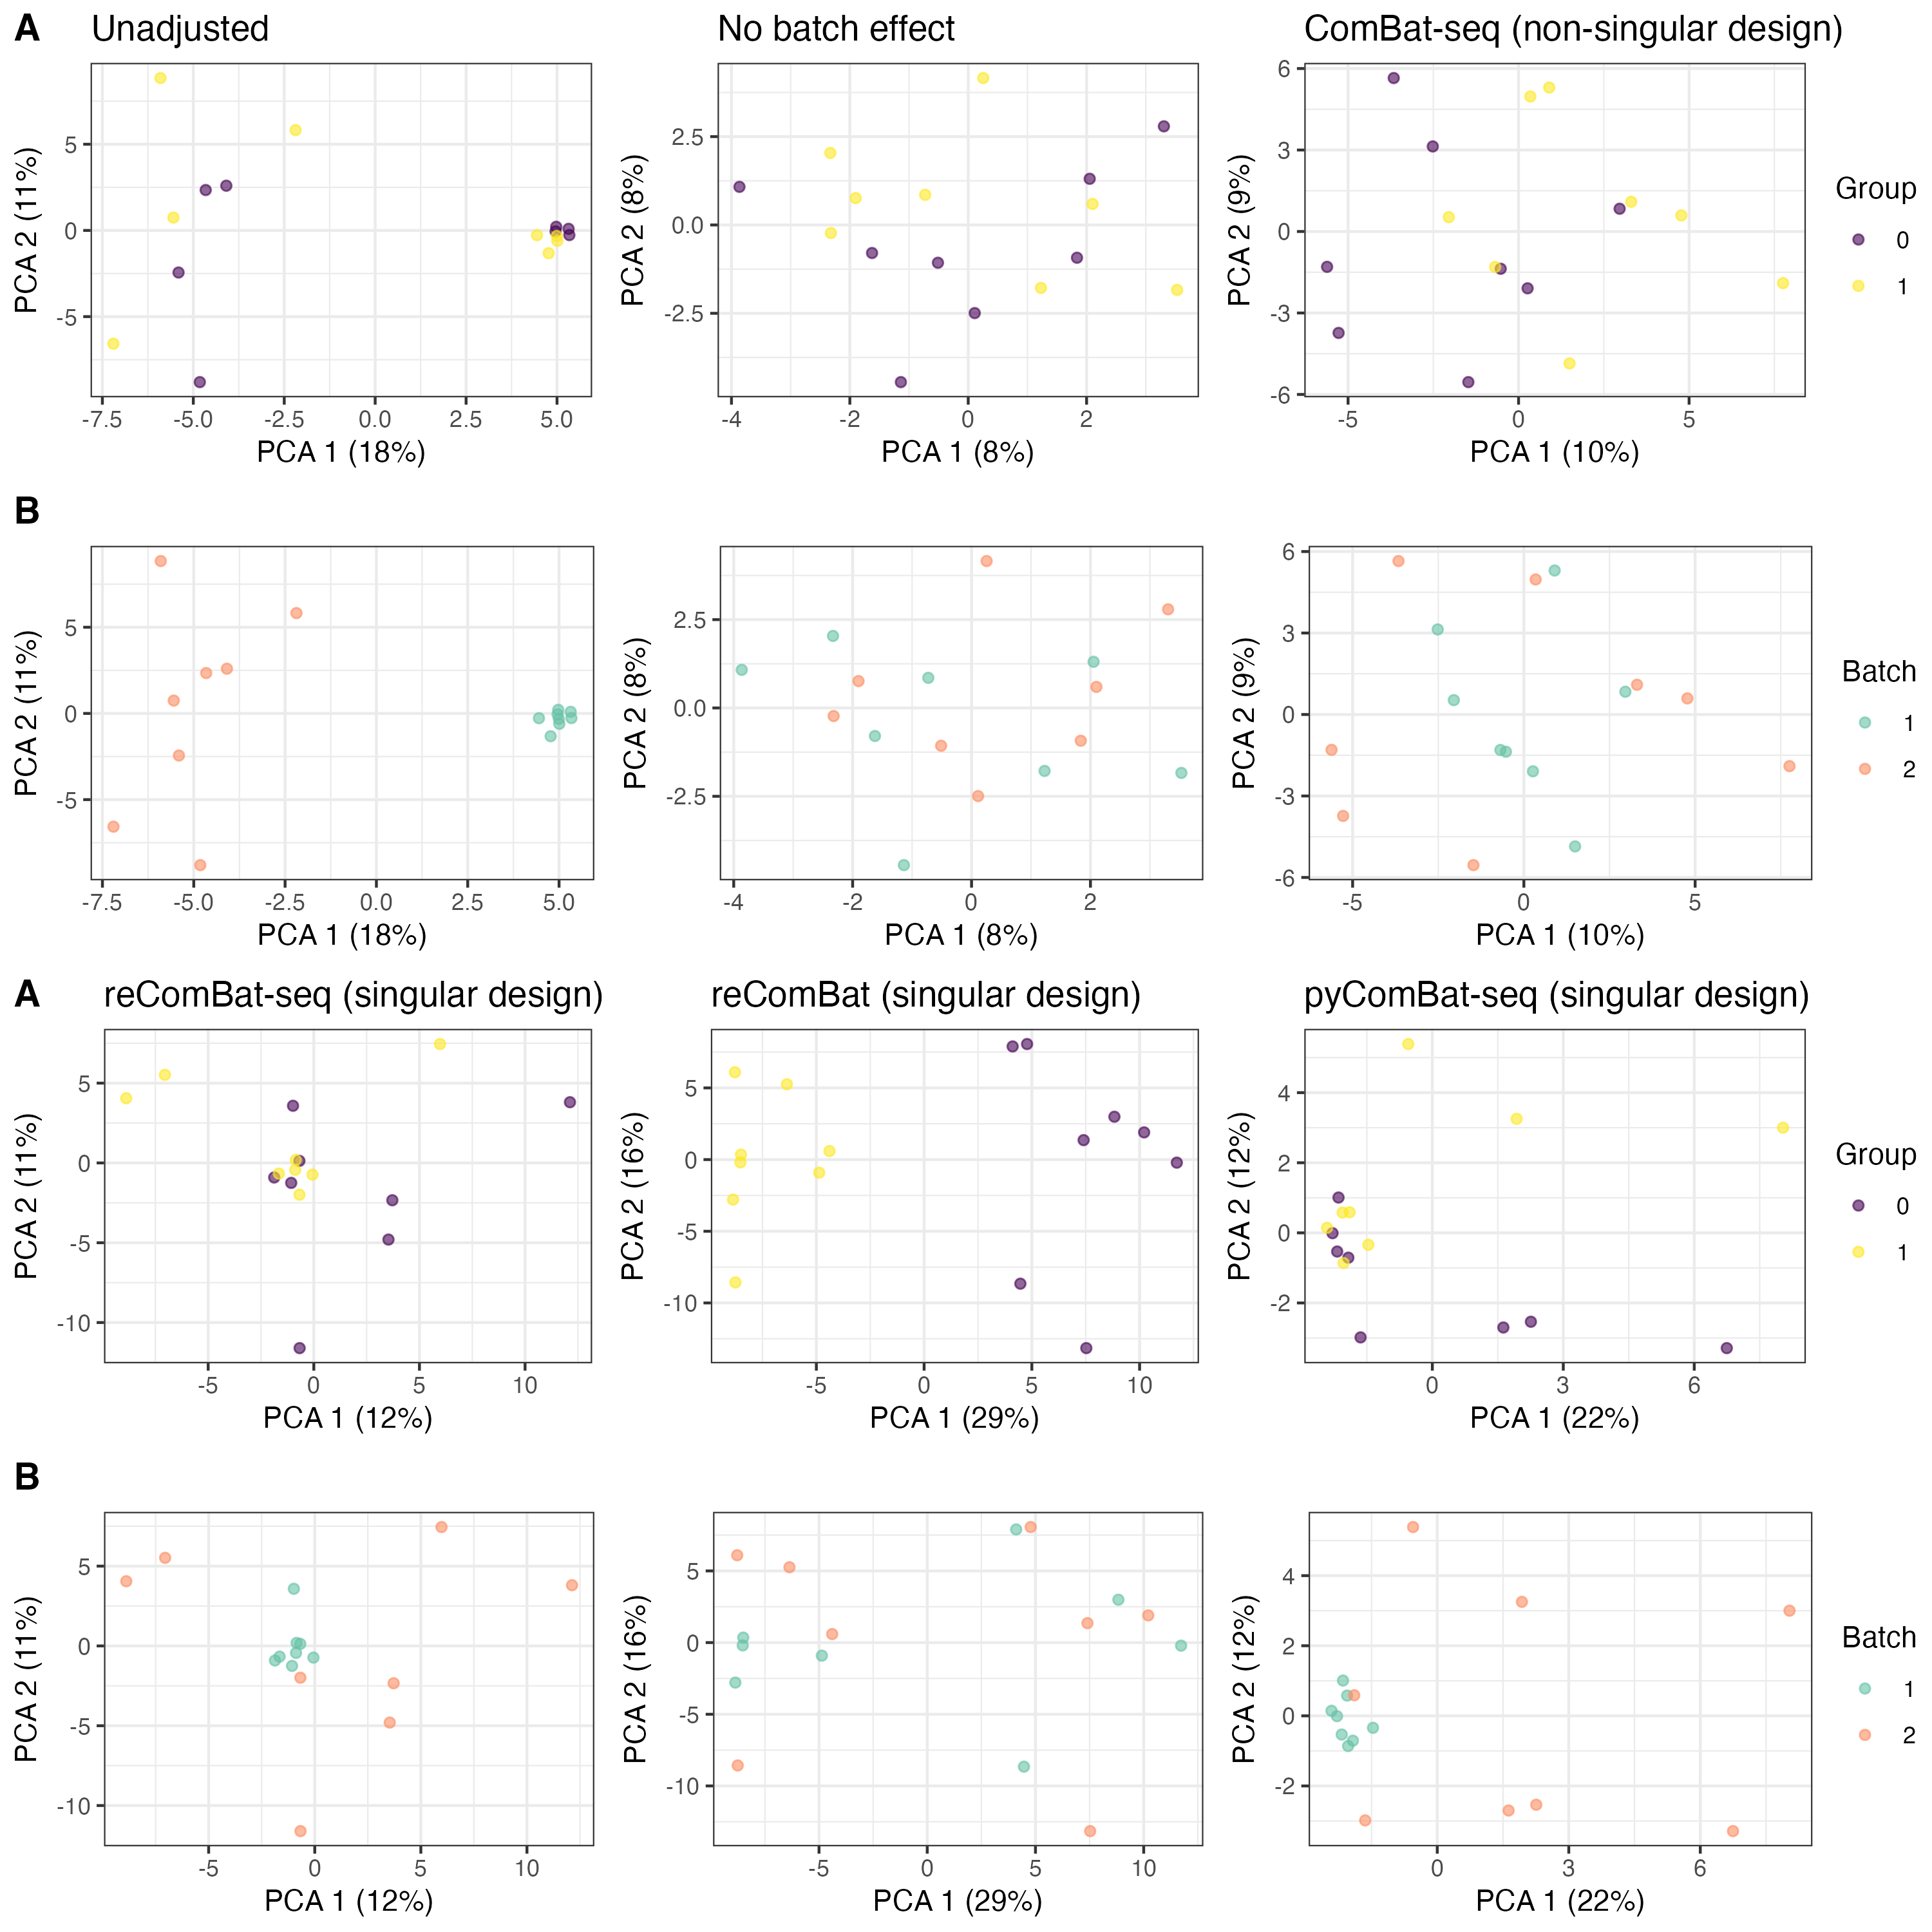 A Unadjusted No batch effect ComBat-seq (non-singular design)
PCA 2 (11%)
5
0
-5
-7.5 -5.0 -2.5 0.0 2.5 5.0
PCA 1 (18%)
PCA 2 (8%)
2.5
0.0
-2.5
-4 -2 0 2
PCA 1 (8%)
PCA 2 (9%)
6
3
0
-3
-6
-5 0 5
PCA 1 (10%)
Group
0
1
B
PCA 2 (11%)
5
0
-5
-7.5 -5.0 -2.5 0.0 2.5 5.0
PCA 1 (18%)
PCA 2 (8%)
2.5
0.0
-2.5
-4 -2 0 2
PCA 1 (8%)
PCA 2 (9%)
6
3
0
-3
-6
-5 0 5
PCA 1 (10%)
Batch
1
2
A reComBat-seq (singular design) reComBat (singular design) pyComBat-seq (singular design)
PCA 2 (11%)
5
0
-5
-10
-5 0 5 10
PCA 1 (12%)
PCA 2 (16%)
5
0
-5
-10
-5 0 5 10
PCA 1 (29%)
PCA 2 (12%)
4
2
0
-2
0 3 6
PCA 1 (22%)
Group
0
1
B
PCA 2 (11%)
5
0
-5
-10
-5 0 5 10
PCA 1 (12%)
PCA 2 (16%)
5
0
-5
-10
-5 0 5 10
PCA 1 (29%)
PCA 2 (12%)
4
2
0
-2
0 3 6
PCA 1 (22%)
Batch
1
2